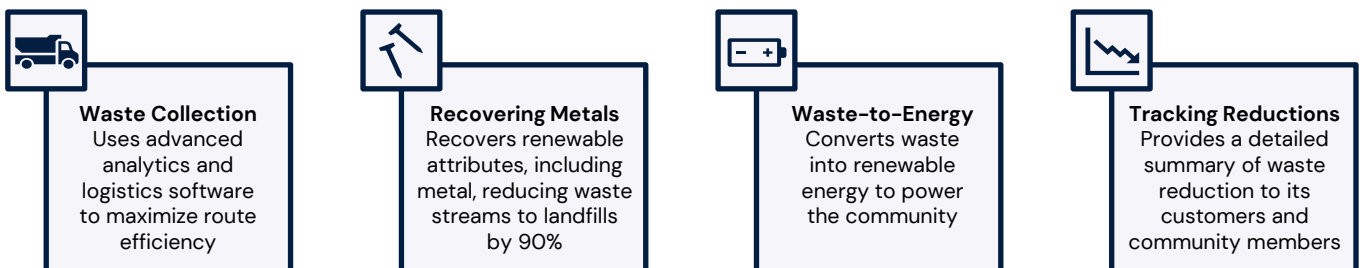 Waste Collection
Uses advanced
analytics and
logistics software
to maximize route
efficiency
Recovering Metals
Recovers renewable
attributes, including
metal, reducing waste
streams to landfills
by 90%
Waste-to-Energy
Converts waste
into renewable
energy to power
the community
Tracking Reductions
Provides a detailed
summary of waste
reduction to its
customers and
community members